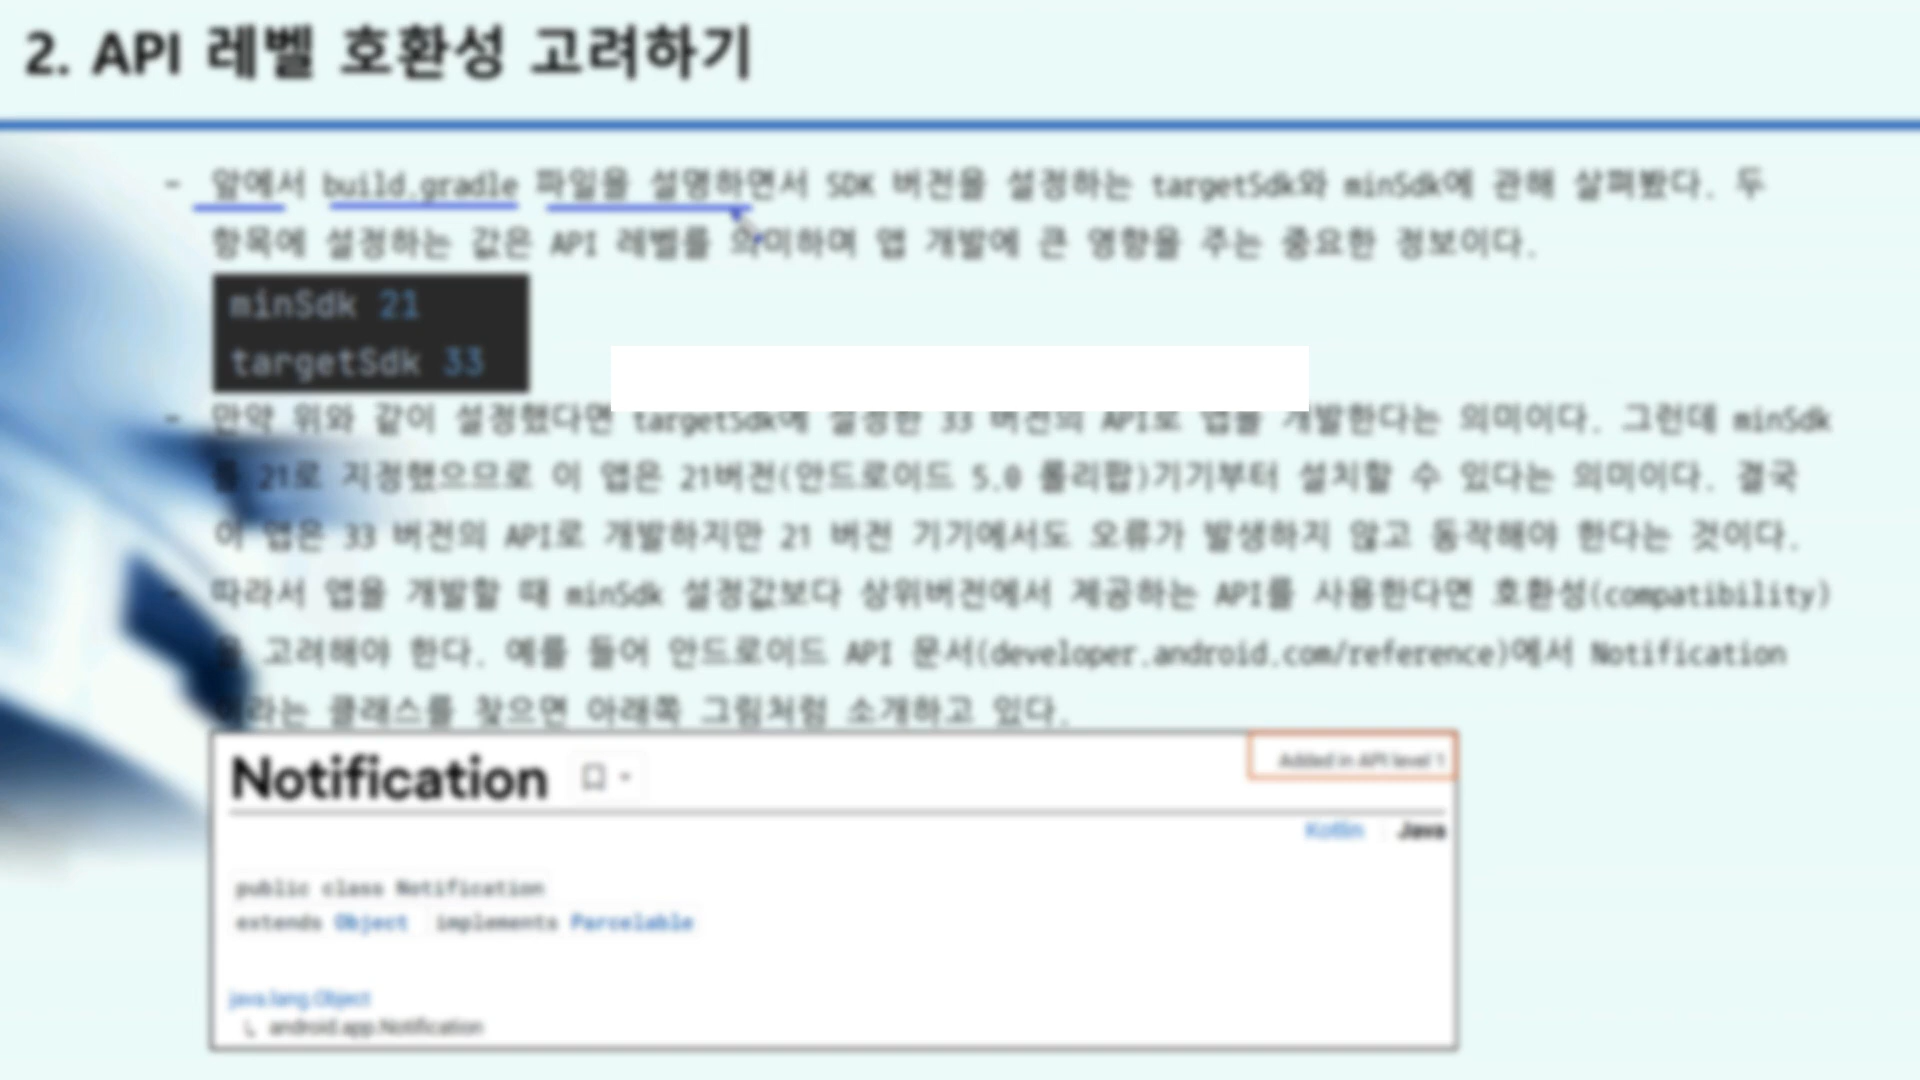 2. API 레벨 호환성 고려하기
- 앞에서 build.gradle 파일을 설명하면서 SDK 버전을 설정하는 targetSdk와 minSdk에 관해 살펴봤다. 두
항목에 설정하는 값은 API 레벨를 의미하며 앱 개발에 큰 영향을 주는 중요한 정보이다.
minSdk 21
targetSdk 33
- 만약 위와 같이 설정했다면 targetSdk에 설정한 33 버전의 API로 앱을 개발한다는 의미이다. 그런데 minSdk
를 21로 지정했으므로 이 앱은 21버전(안드로이드 5.0 롤리팝)기기부터 설치할 수 있다는 의미이다. 결국
이 앱은 33 버전의 API로 개발하지만 21 버전 기기에서도 오류가 발생하지 않고 동작해야 한다는 것이다.
- 따라서 앱을 개발할 때 minSdk 설정값보다 상위버전에서 제공하는 API를 사용한다면 호환성(compatibility)
을 고려해야 한다. 예를 들어 안드로이드 API 문서(developer.android.com/reference)에서 Notification
이라는 클래스를 찾으면 아래쪽 그림처럼 소개하고 있다.
Notification
Added in API level 1
Kotlin Java
public class Notification
extends Object implements Parcelable
java.lang.Object
↳ android.app.Notification